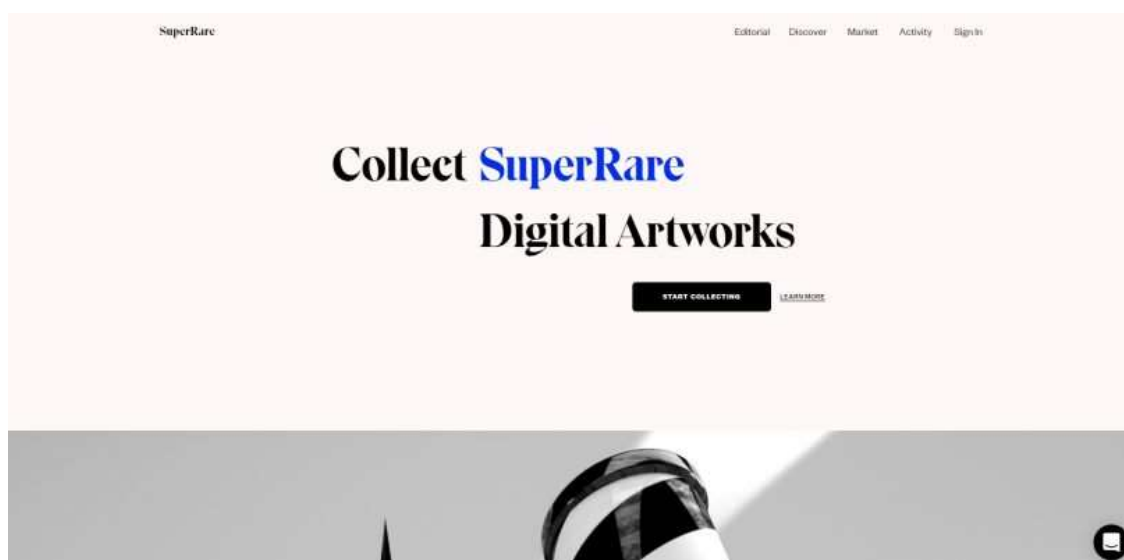 SuperRare
Editorial Discover Market Activity Sign In
Collect SuperRare
Digital Artworks
START COLLECTING LEARN MORE